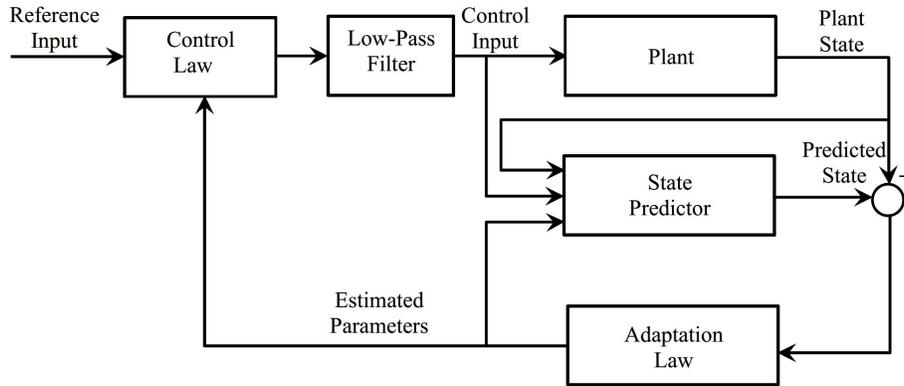 Reference
Input
Control
Law
Low-Pass
Filter
Control
Input
Plant
Plant
State
State
Predictor
Predicted
State
-
Estimated
Parameters
Adaptation
Law